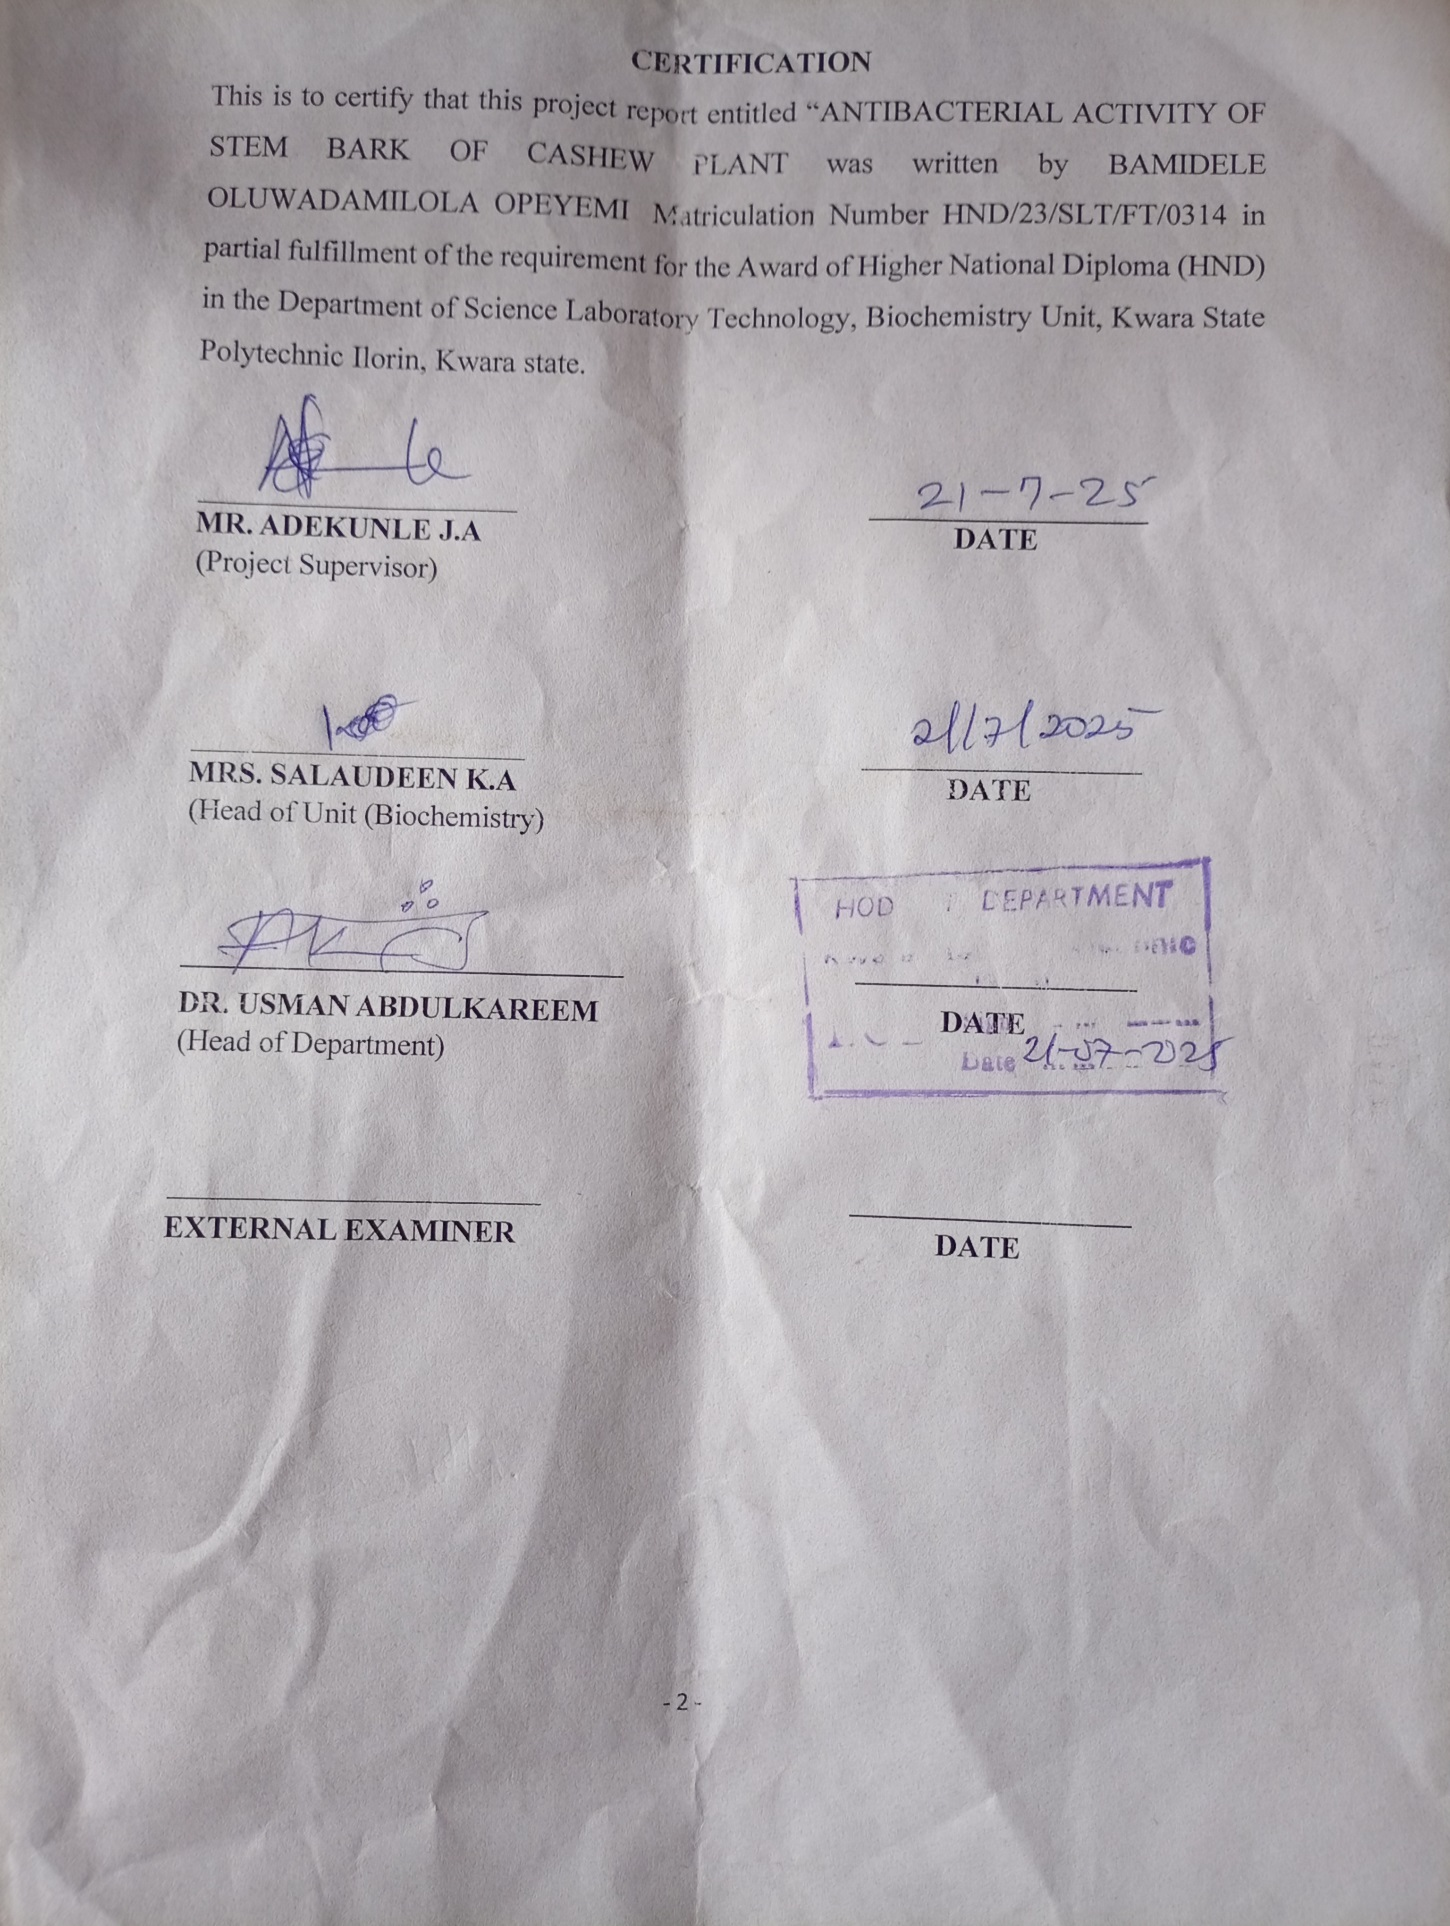 CERTIFICATION
This is to certify that this project report entitled “ANTIBACTERIAL ACTIVITY OF
STEM BARK OF CASHEW PLANT was written by BAMIDELE
OLUWADAMILOLA OPEYEMI Matriculation Number HND/23/SLT/FT/0314 in
partial fulfillment of the requirement for the Award of Higher National Diploma (HND)
in the Department of Science Laboratory Technology, Biochemistry Unit, Kwara State
Polytechnic Ilorin, Kwara state.
21-7-25
MR. ADEKUNLE J.A DATE
(Project Supervisor)
21/7/2025
MRS. SALAUDEEN K.A DATE
(Head of Unit (Biochemistry)
HOD DEPARTMENT
DR. USMAN ABDULKAREEM DATE
(Head of Department) Date 21-07-2025
EXTERNAL EXAMINER DATE
-2-